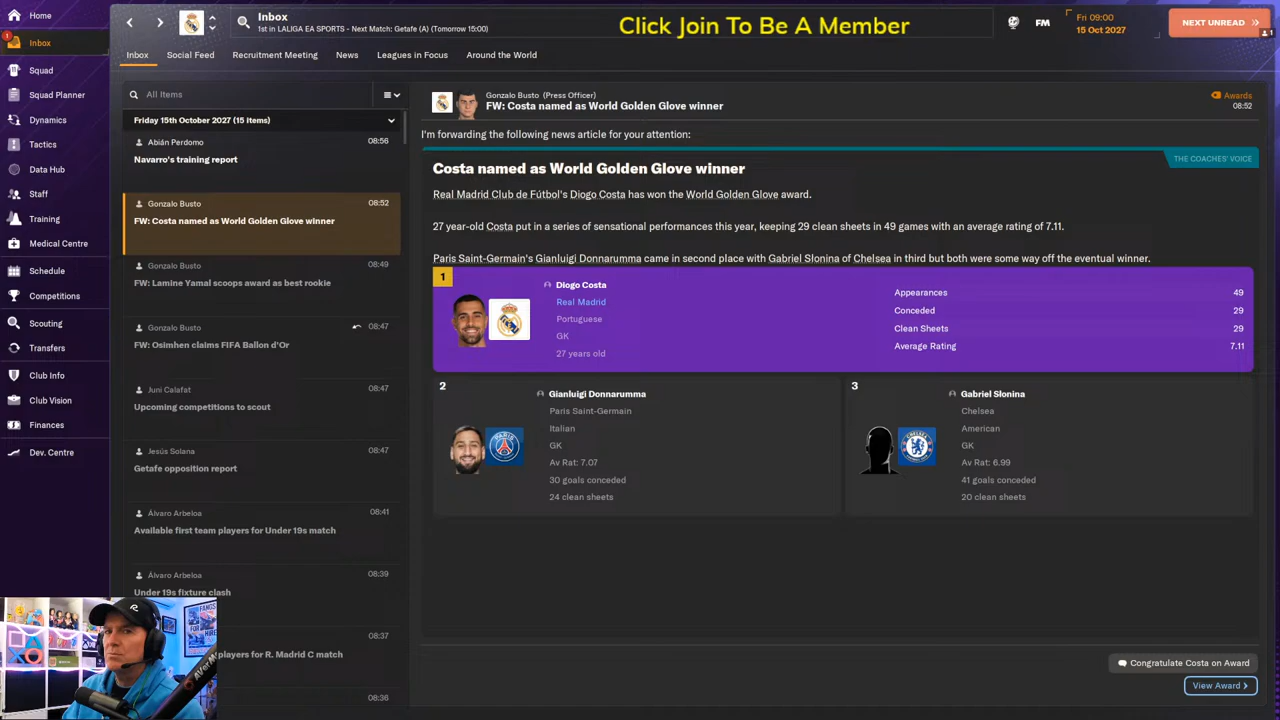 Home
Inbox
1st in LALIGA EA SPORTS - Next Match: Getafe (A) (Tomorrow 15:00)
Click Join To Be A Member
FM
Fri 09:00
15 Oct 2027
NEXT UNREAD
1
1
Inbox
Squad
Squad Planner
Dynamics
Tactics
Data Hub
Staff
Training
Medical Centre
Schedule
Competitions
Scouting
Transfers
Club Info
Club Vision
Finances
Dev. Centre
Inbox
Social Feed
Recruitment Meeting
News
Leagues in Focus
Around the World
All Items
Friday 15th October 2027 (15 items)
Abián Perdomo
08:56
Navarro's training report
Gonzalo Busto
08:52
FW: Costa named as World Golden Glove winner
Gonzalo Busto
08:49
FW: Lamine Yamal scoops award as best rookie
Gonzalo Busto
08:47
FW: Osimhen claims FIFA Ballon d'Or
Juni Calafat
08:47
Upcoming competitions to scout
Jesús Solana
08:47
Getafe opposition report
Álvaro Arbeloa
08:41
Available first team players for Under 19s match
Álvaro Arbeloa
08:39
Under 19s fixture clash
08:37
players for R. Madrid C match
08:36
Gonzalo Busto (Press Officer)
FW: Costa named as World Golden Glove winner
Awards
08:52
I'm forwarding the following news article for your attention:
THE COACHES' VOICE
Costa named as World Golden Glove winner
Real Madrid Club de Fútbol's Diogo Costa has won the World Golden Glove award.
27 year-old Costa put in a series of sensational performances this year, keeping 29 clean sheets in 49 games with an average rating of 7.11.
Paris Saint-Germain's Gianluigi Donnarumma came in second place with Gabriel Slonina of Chelsea in third but both were some way off the eventual winner.
1
Diogo Costa
Real Madrid
Portuguese
GK
27 years old
Appearances 49
Conceded 29
Clean Sheets 29
Average Rating 7.11
2
Gianluigi Donnarumma
Paris Saint-Germain
Italian
GK
Av Rat: 7.07
30 goals conceded
24 clean sheets
3
Gabriel Slonina
Chelsea
American
GK
Av Rat: 6.99
41 goals conceded
20 clean sheets
Congratulate Costa on Award
View Award